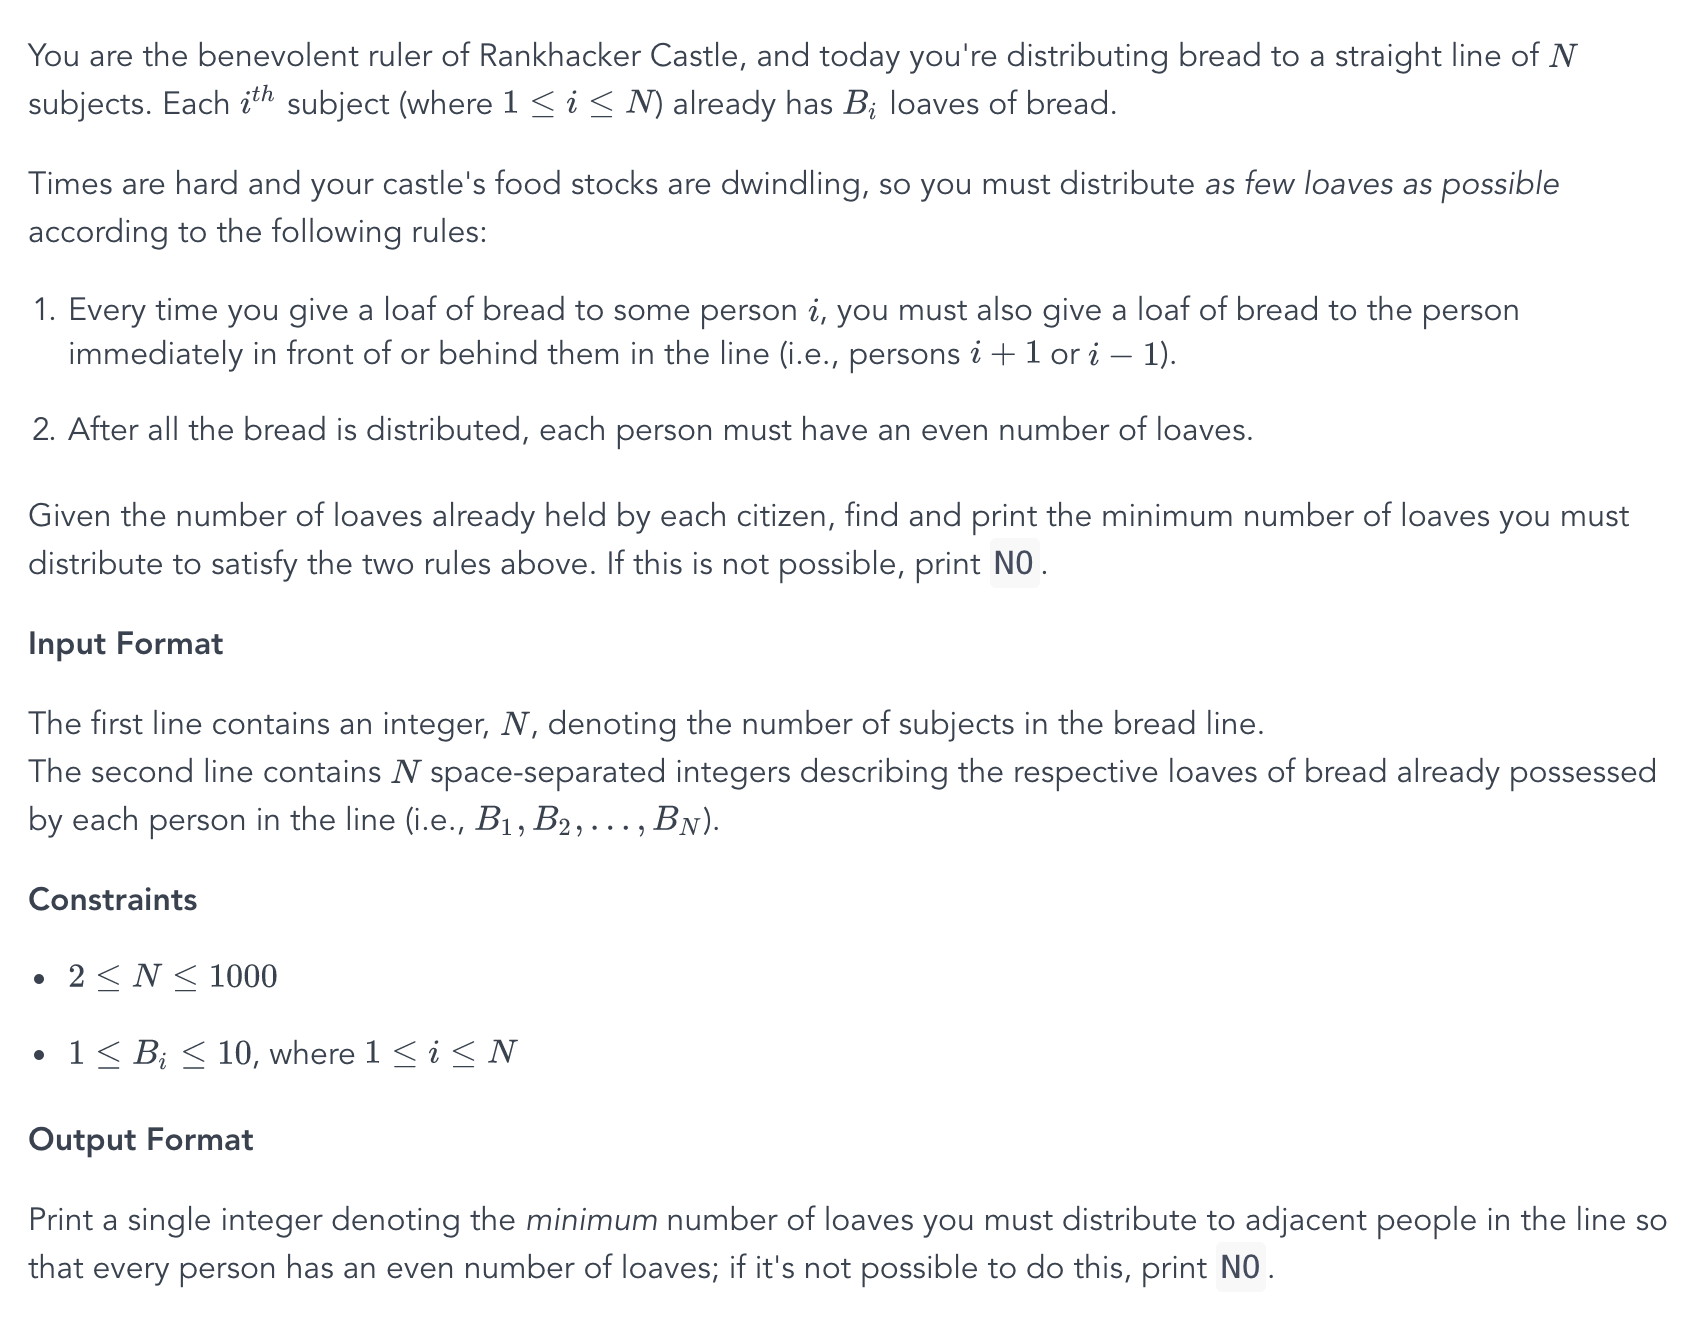 You are the benevolent ruler of Rankhacker Castle, and today you're distributing bread to a straight line of N
subjects. Each i^th subject (where 1 ≤ i ≤ N) already has B_i loaves of bread.
Times are hard and your castle's food stocks are dwindling, so you must distribute as few loaves as possible
according to the following rules:
1. Every time you give a loaf of bread to some person i, you must also give a loaf of bread to the person
immediately in front of or behind them in the line (i.e., persons i + 1 or i − 1).
2. After all the bread is distributed, each person must have an even number of loaves.
Given the number of loaves already held by each citizen, find and print the minimum number of loaves you must
distribute to satisfy the two rules above. If this is not possible, print NO.
Input Format
The first line contains an integer, N, denoting the number of subjects in the bread line.
The second line contains N space-separated integers describing the respective loaves of bread already possessed
by each person in the line (i.e., B_1, B_2, . . . , B_N).
Constraints
• 2 ≤ N ≤ 1000
• 1 ≤ B_i ≤ 10, where 1 ≤ i ≤ N
Output Format
Print a single integer denoting the minimum number of loaves you must distribute to adjacent people in the line so
that every person has an even number of loaves; if it's not possible to do this, print NO.